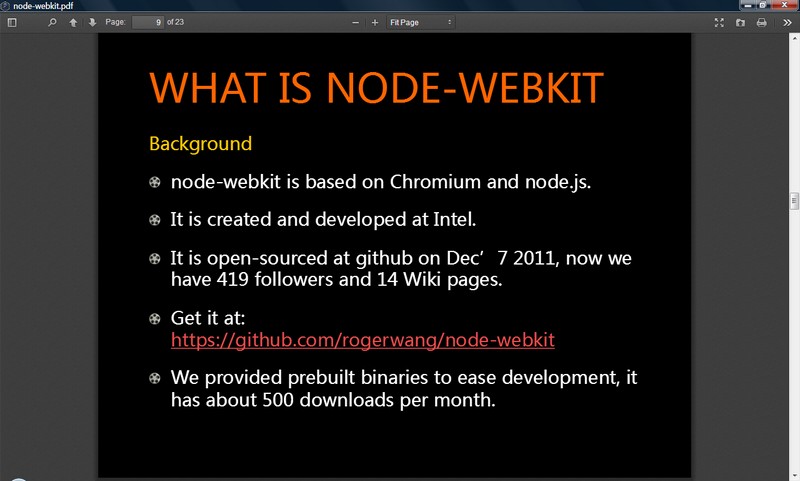 node-webkit.pdf
Page: 9 of 23
Fit Page
WHAT IS NODE-WEBKIT
Background
node-webkit is based on Chromium and node.js.
It is created and developed at Intel.
It is open-sourced at github on Dec’ 7 2011, now we
have 419 followers and 14 Wiki pages.
Get it at:
https://github.com/rogerwang/node-webkit
We provided prebuilt binaries to ease development, it
has about 500 downloads per month.